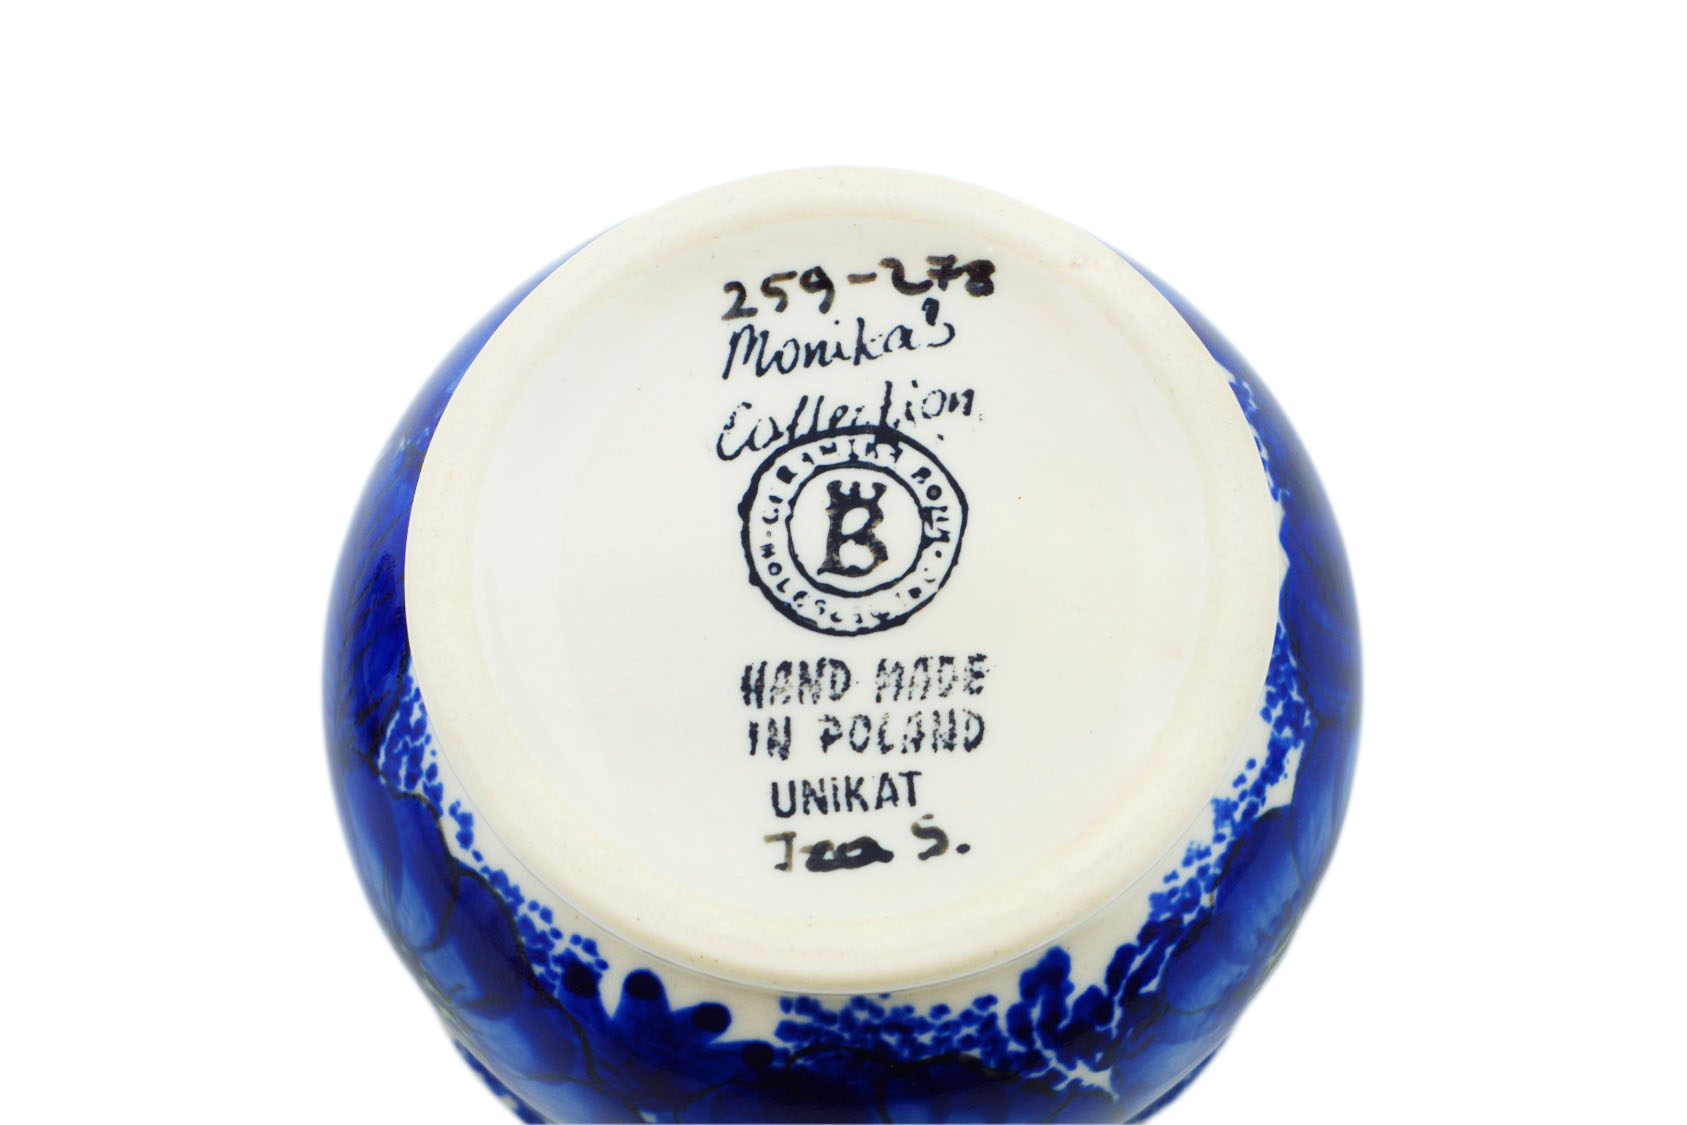 259-278
Monika's
Collection
B
HAND MADE
IN POLAND
UNIKAT
S.